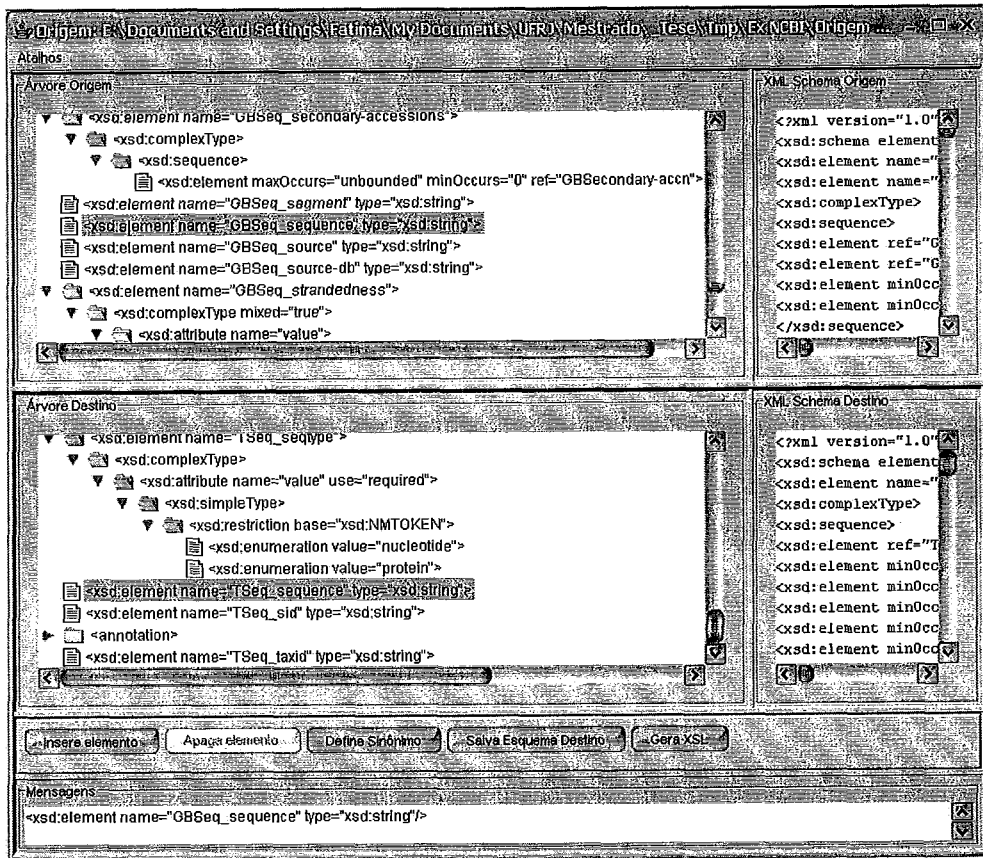 Origem: E:\Documents and Settings\Fatima\My Documents\UFRJ\Mestrado\_Tese\Tmp\Ex\NCBI\Origem
Atalhos
Árvore Origem
<xsd:element name="GBSeq_secondary-accessions">
<xsd:complexType>
<xsd:sequence>
<xsd:element maxOccurs="unbounded" minOccurs="0" ref="GBSecondary-accn">
<xsd:element name="GBSeq_segment" type="xsd:string">
<xsd:element name="GBSeq_sequence" type="xsd:string">
<xsd:element name="GBSeq_source" type="xsd:string">
<xsd:element name="GBSeq_source-db" type="xsd:string">
<xsd:element name="GBSeq_strandedness">
<xsd:complexType mixed="true">
<xsd:attribute name="value">
XML Schema Origem
<?xml version="1.0"
<xsd:schema element
<xsd:element name="
<xsd:element name="
<xsd:complexType>
<xsd:sequence>
<xsd:element ref="G
<xsd:element ref="G
<xsd:element minOcc
<xsd:element minOcc
</xsd:sequence>
Árvore Destino
<xsd:element name="TSeq_seqtype">
<xsd:complexType>
<xsd:attribute name="value" use="required">
<xsd:simpleType>
<xsd:restriction base="xsd:NMTOKEN">
<xsd:enumeration value="nucleotide">
<xsd:enumeration value="protein">
<xsd:element name="TSeq_sequence" type="xsd:string">
<xsd:element name="TSeq_sid" type="xsd:string">
<annotation>
<xsd:element name="TSeq_taxid" type="xsd:string">
XML Schema Destino
<?xml version="1.0"
<xsd:schema element
<xsd:element name="
<xsd:complexType>
<xsd:sequence>
<xsd:element ref="T
<xsd:element minOcc
<xsd:element minOcc
<xsd:element minOcc
<xsd:element minOcc
<xsd:element minOcc
Insere elemento
Apaga elemento
Define Sinônimo
Salva Esquema Destino
Gera XSL
Mensagens
<xsd:element name="GBSeq_sequence" type="xsd:string"/>